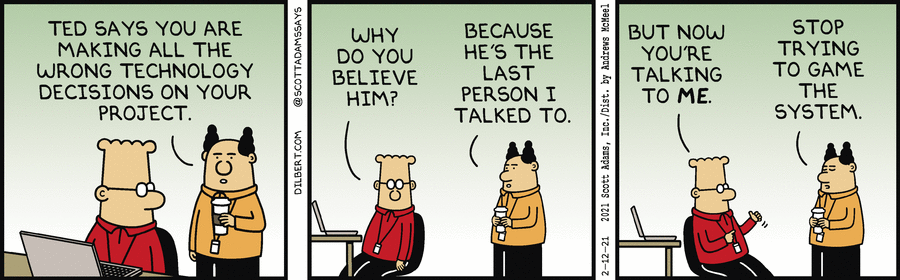 TED SAYS YOU ARE
MAKING ALL THE
WRONG TECHNOLOGY
DECISIONS ON YOUR
PROJECT.
DILBERT.COM @SCOTTADAMSSAYS
WHY
DO YOU
BELIEVE
HIM?
BECAUSE
HE'S THE
LAST
PERSON I
TALKED TO.
2-12-21 2021 Scott Adams, Inc./Dist. by Andrews McMeel
BUT NOW
YOU'RE
TALKING
TO ME.
STOP
TRYING
TO GAME
THE
SYSTEM.